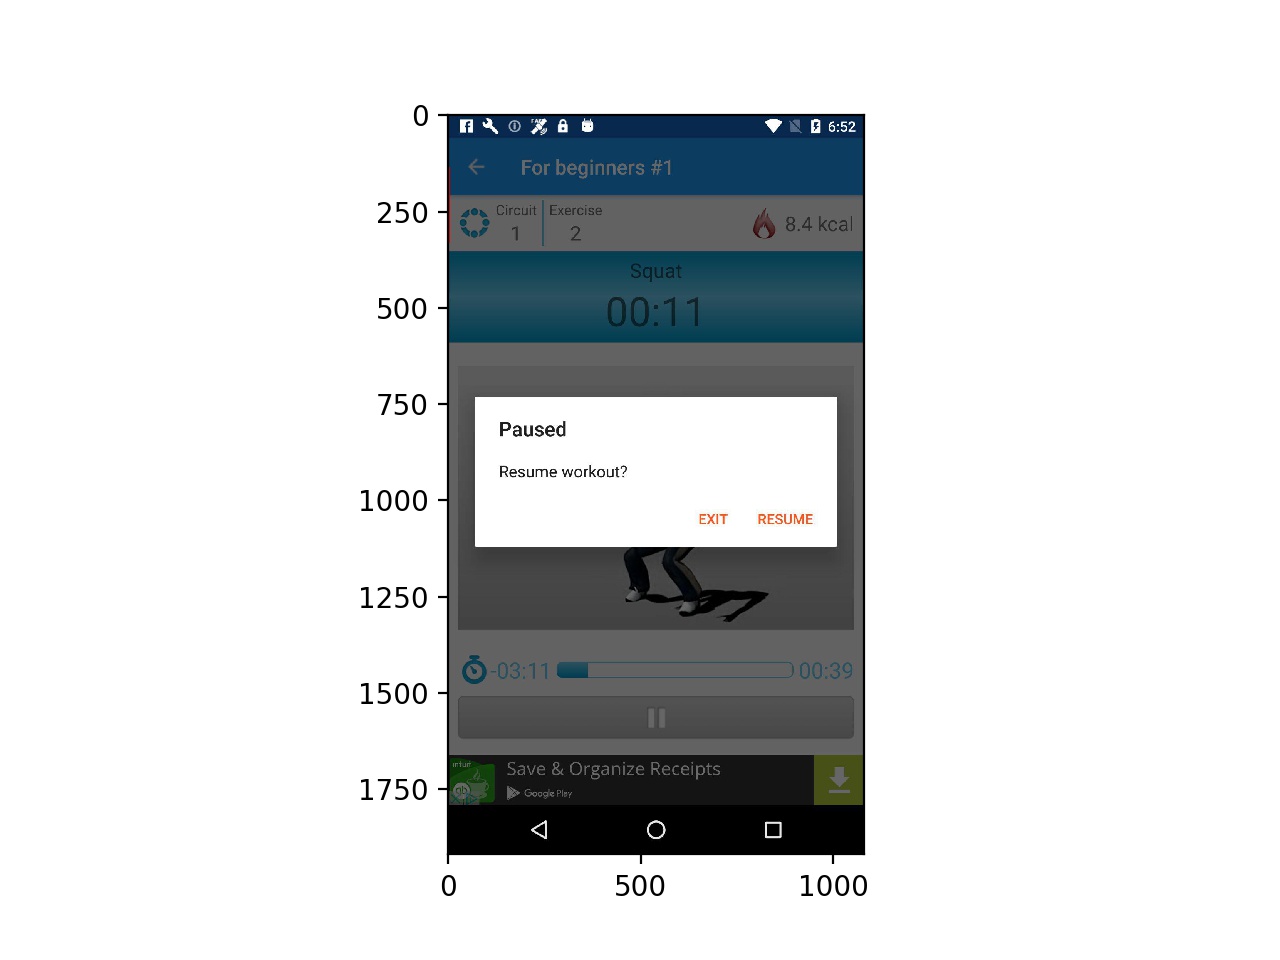 0
250
500
750
1000
1250
1500
1750
0
500
1000
6:52
For beginners #1
Circuit
1
Exercise
2
8.4 kcal
Squat
00:11
Paused
Resume workout?
EXIT
RESUME
-03:11
00:39
intuit
qb
Save & Organize Receipts
Google Play